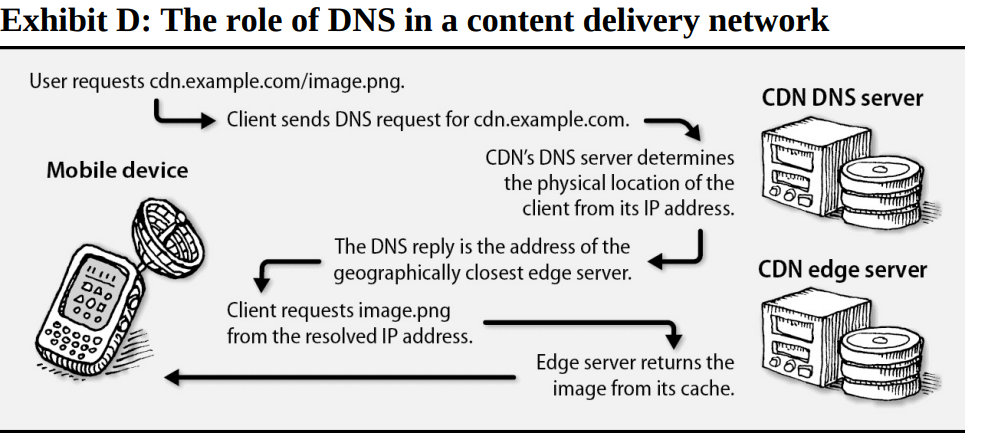 Exhibit D: The role of DNS in a content delivery network
User requests cdn.example.com/image.png.
Client sends DNS request for cdn.example.com.
CDN DNS server
CDN’s DNS server determines
the physical location of the
client from its IP address.
Mobile device
The DNS reply is the address of the
geographically closest edge server.
CDN edge server
Client requests image.png
from the resolved IP address.
Edge server returns the
image from its cache.